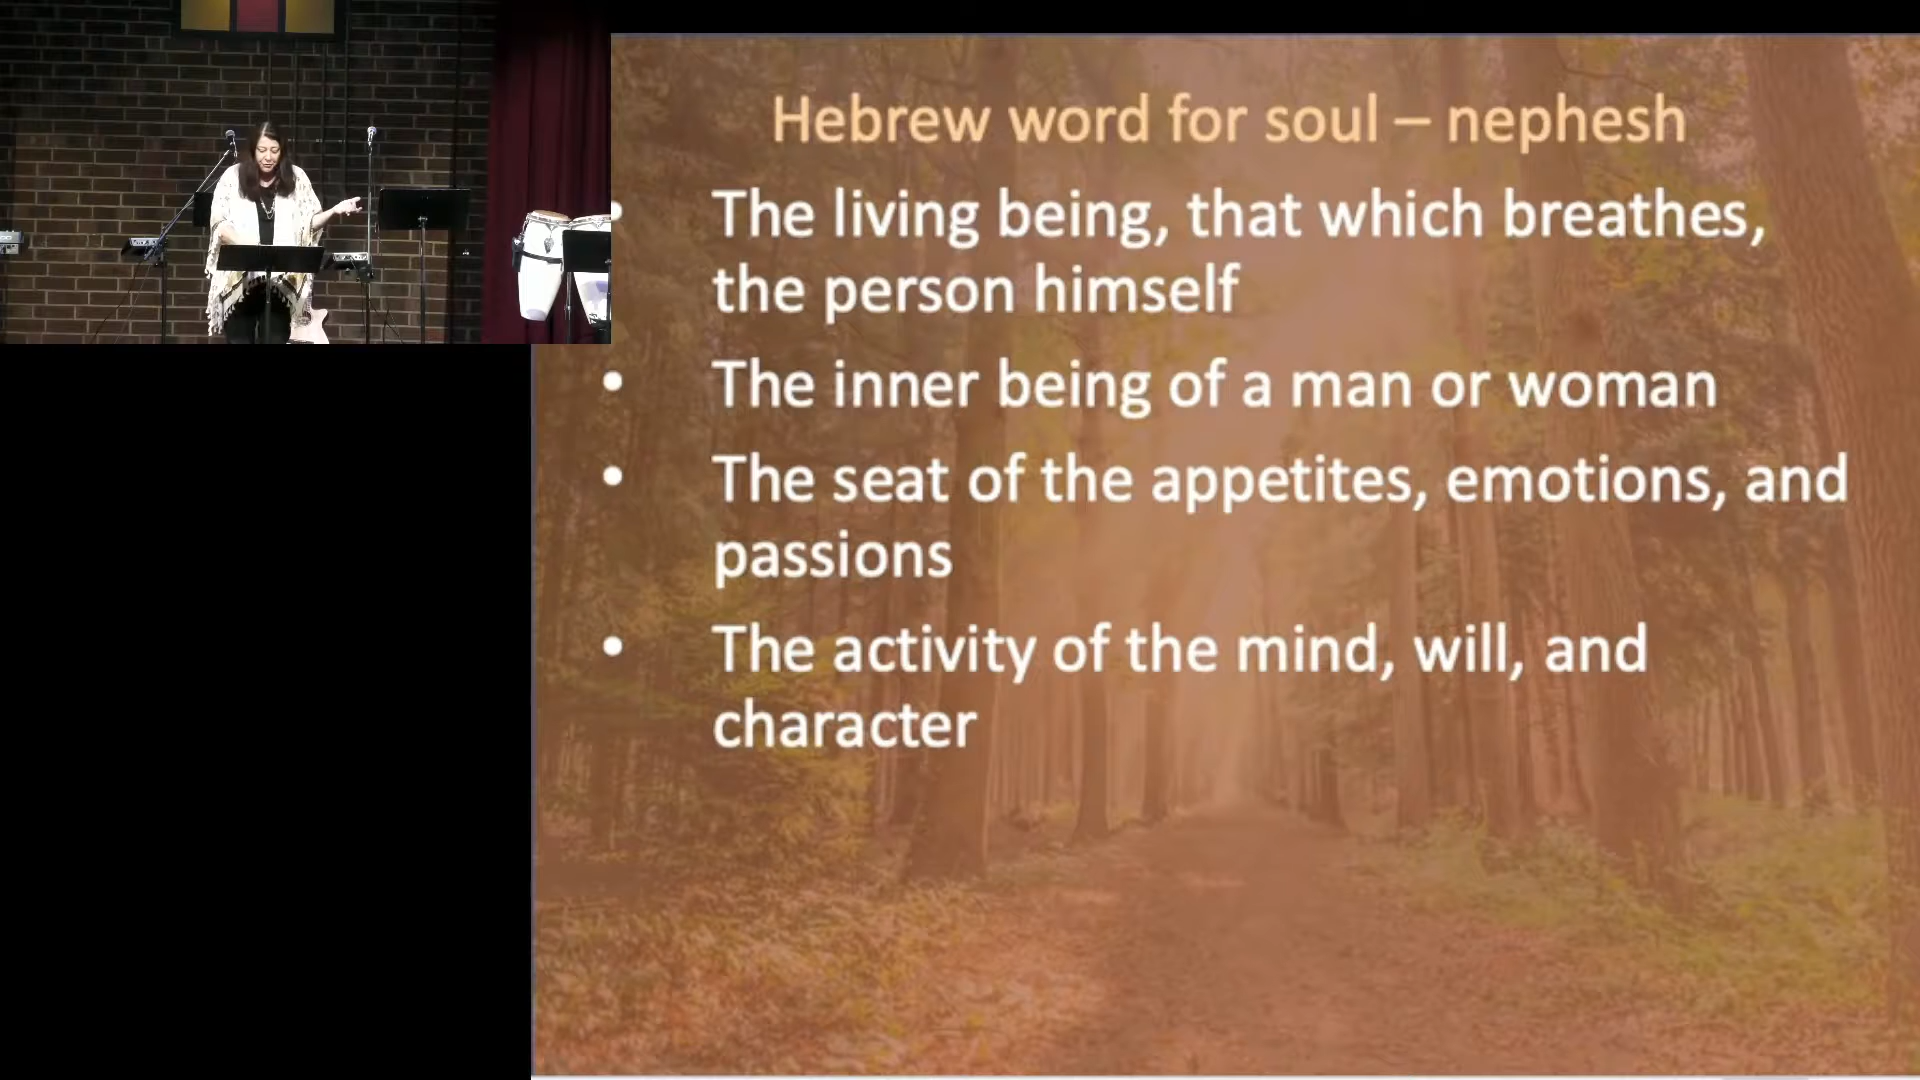 Hebrew word for soul – nephesh
• The living being, that which breathes,
the person himself
• The inner being of a man or woman
• The seat of the appetites, emotions, and
passions
• The activity of the mind, will, and
character